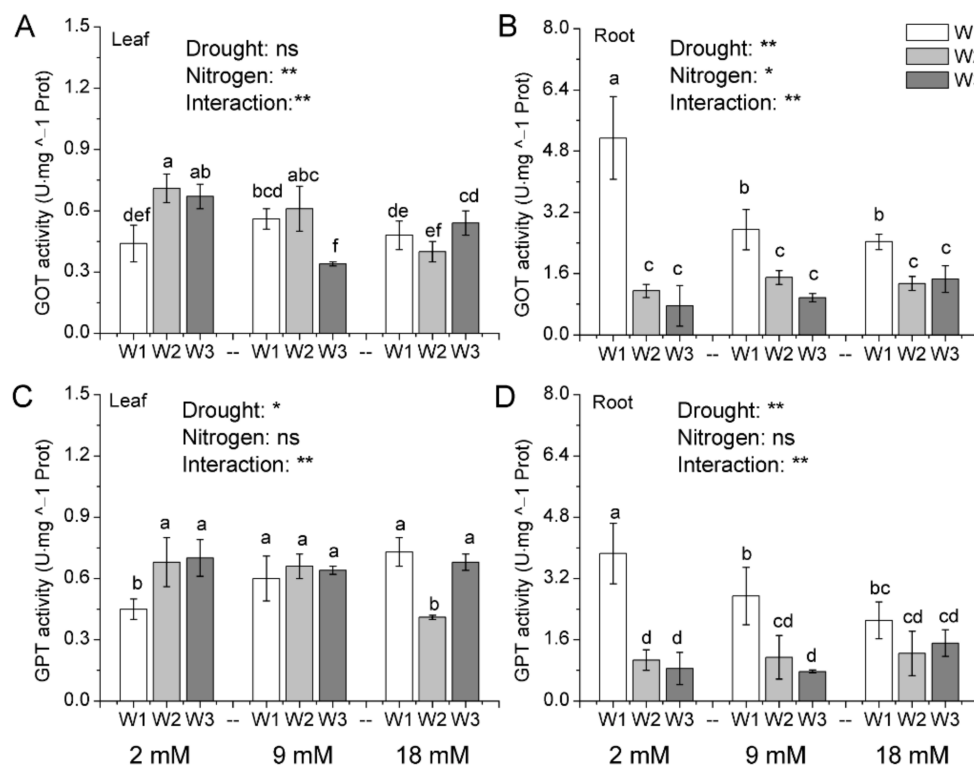 A
Leaf
Drought: ns
Nitrogen: **
Interaction:**
GOT activity (U·mg ^–1 Prot)
1.5
1.2
0.9
0.6
0.3
0.0
def
a
ab
bcd
abc
f
de
ef
cd
W1 W2 W3 -- W1 W2 W3 -- W1 W2 W3
B
Root
Drought: **
Nitrogen: *
Interaction: **
GOT activity (U·mg ^–1 Prot)
8.0
6.4
4.8
3.2
1.6
0.0
a
c
c
b
c
c
b
c
c
W1 W2 W3 -- W1 W2 W3 -- W1 W2 W3
C
Leaf
Drought: *
Nitrogen: ns
Interaction: **
GPT activity (U·mg ^–1 Prot)
1.5
1.2
0.9
0.6
0.3
0.0
b
a
a
a
a
a
a
b
a
W1 W2 W3 -- W1 W2 W3 -- W1 W2 W3
2 mM 9 mM 18 mM
D
Root
Drought: **
Nitrogen: ns
Interaction: **
GPT activity (U·mg ^–1 Prot)
8.0
6.4
4.8
3.2
1.6
0.0
a
d
d
b
cd
d
bc
cd
cd
W1 W2 W3 -- W1 W2 W3 -- W1 W2 W3
2 mM 9 mM 18 mM